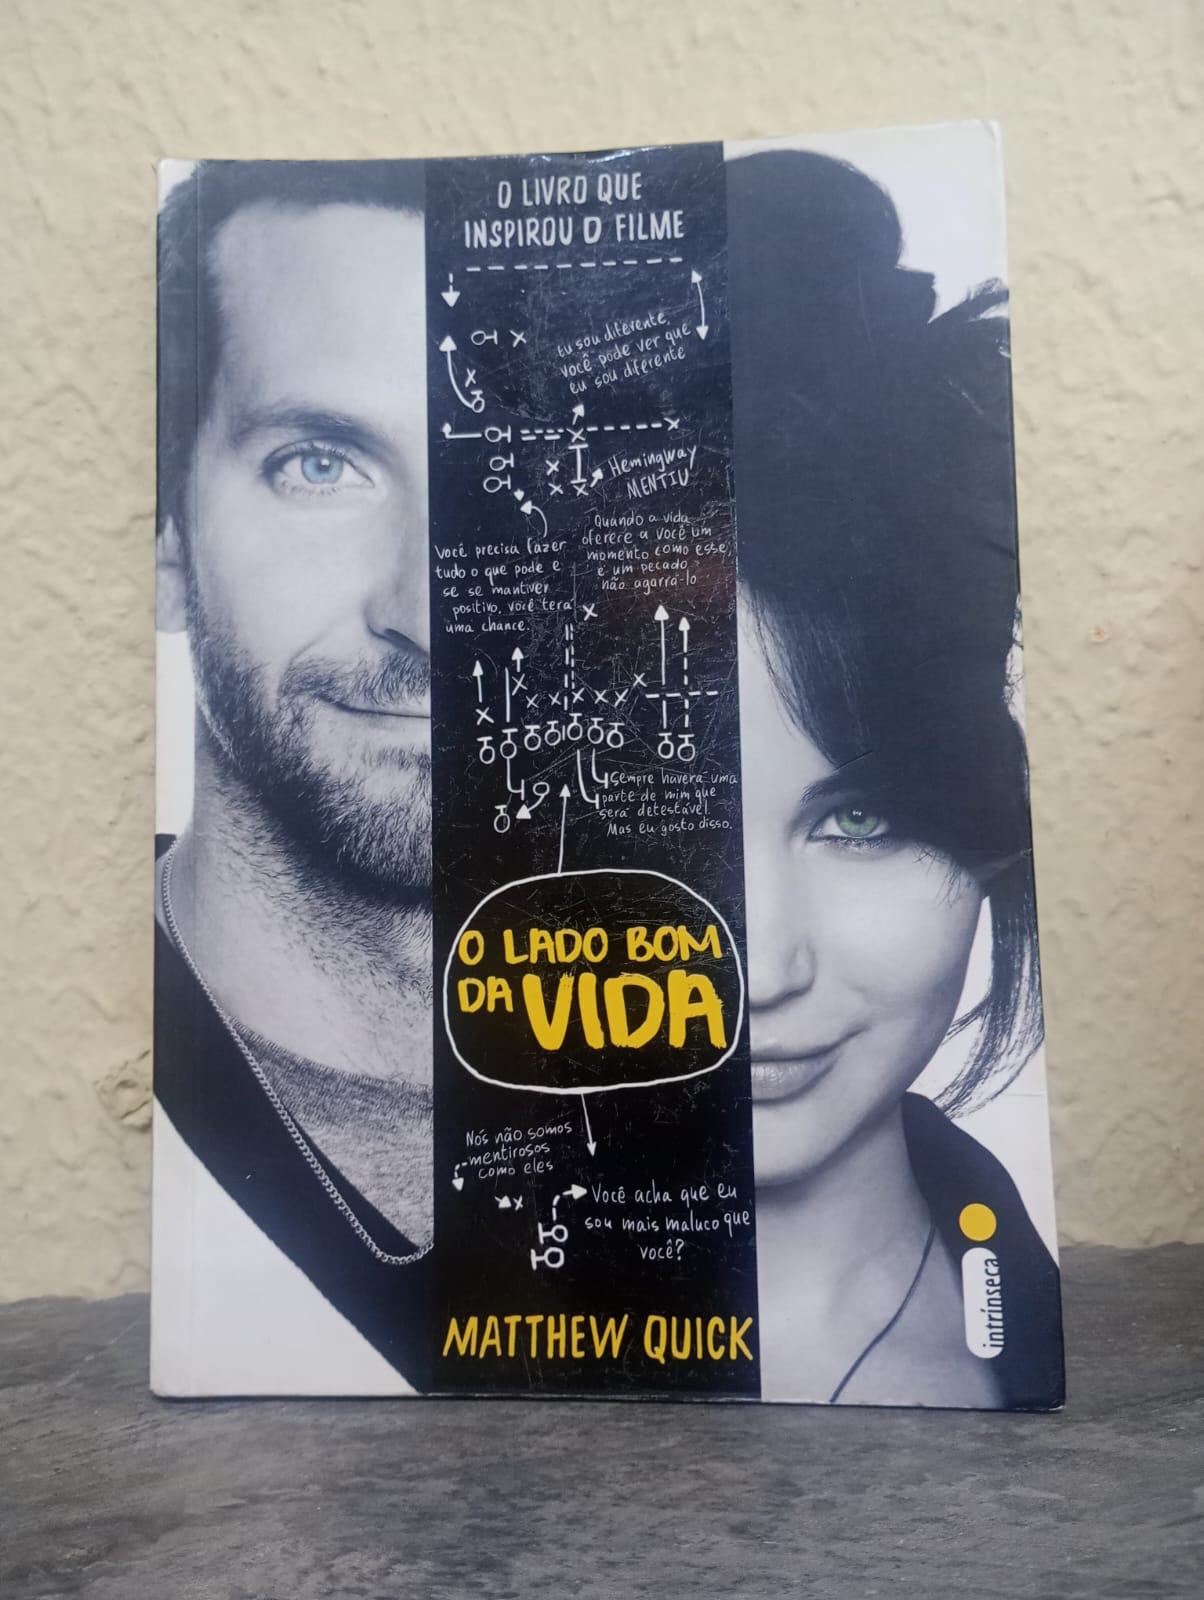 O LIVRO QUE
INSPIROU O FILME
Eu sou diferente,
você pode ver que
eu sou diferente
Hemingway
MENTIU
Quando a vida
oferece a você um
momento como esse,
é um pecado
não agarrá-lo
Você precisa fazer
tudo o que pode e
se se mantiver
positivo, você terá
uma chance.
Sempre haverá uma
parte de mim que
será detestável.
Mas eu gosto disso.
O LADO BOM
DA VIDA
Nós não somos
mentirosos
como eles
Você acha que eu
sou mais maluco que
você?
MATTHEW QUICK
intrínseca